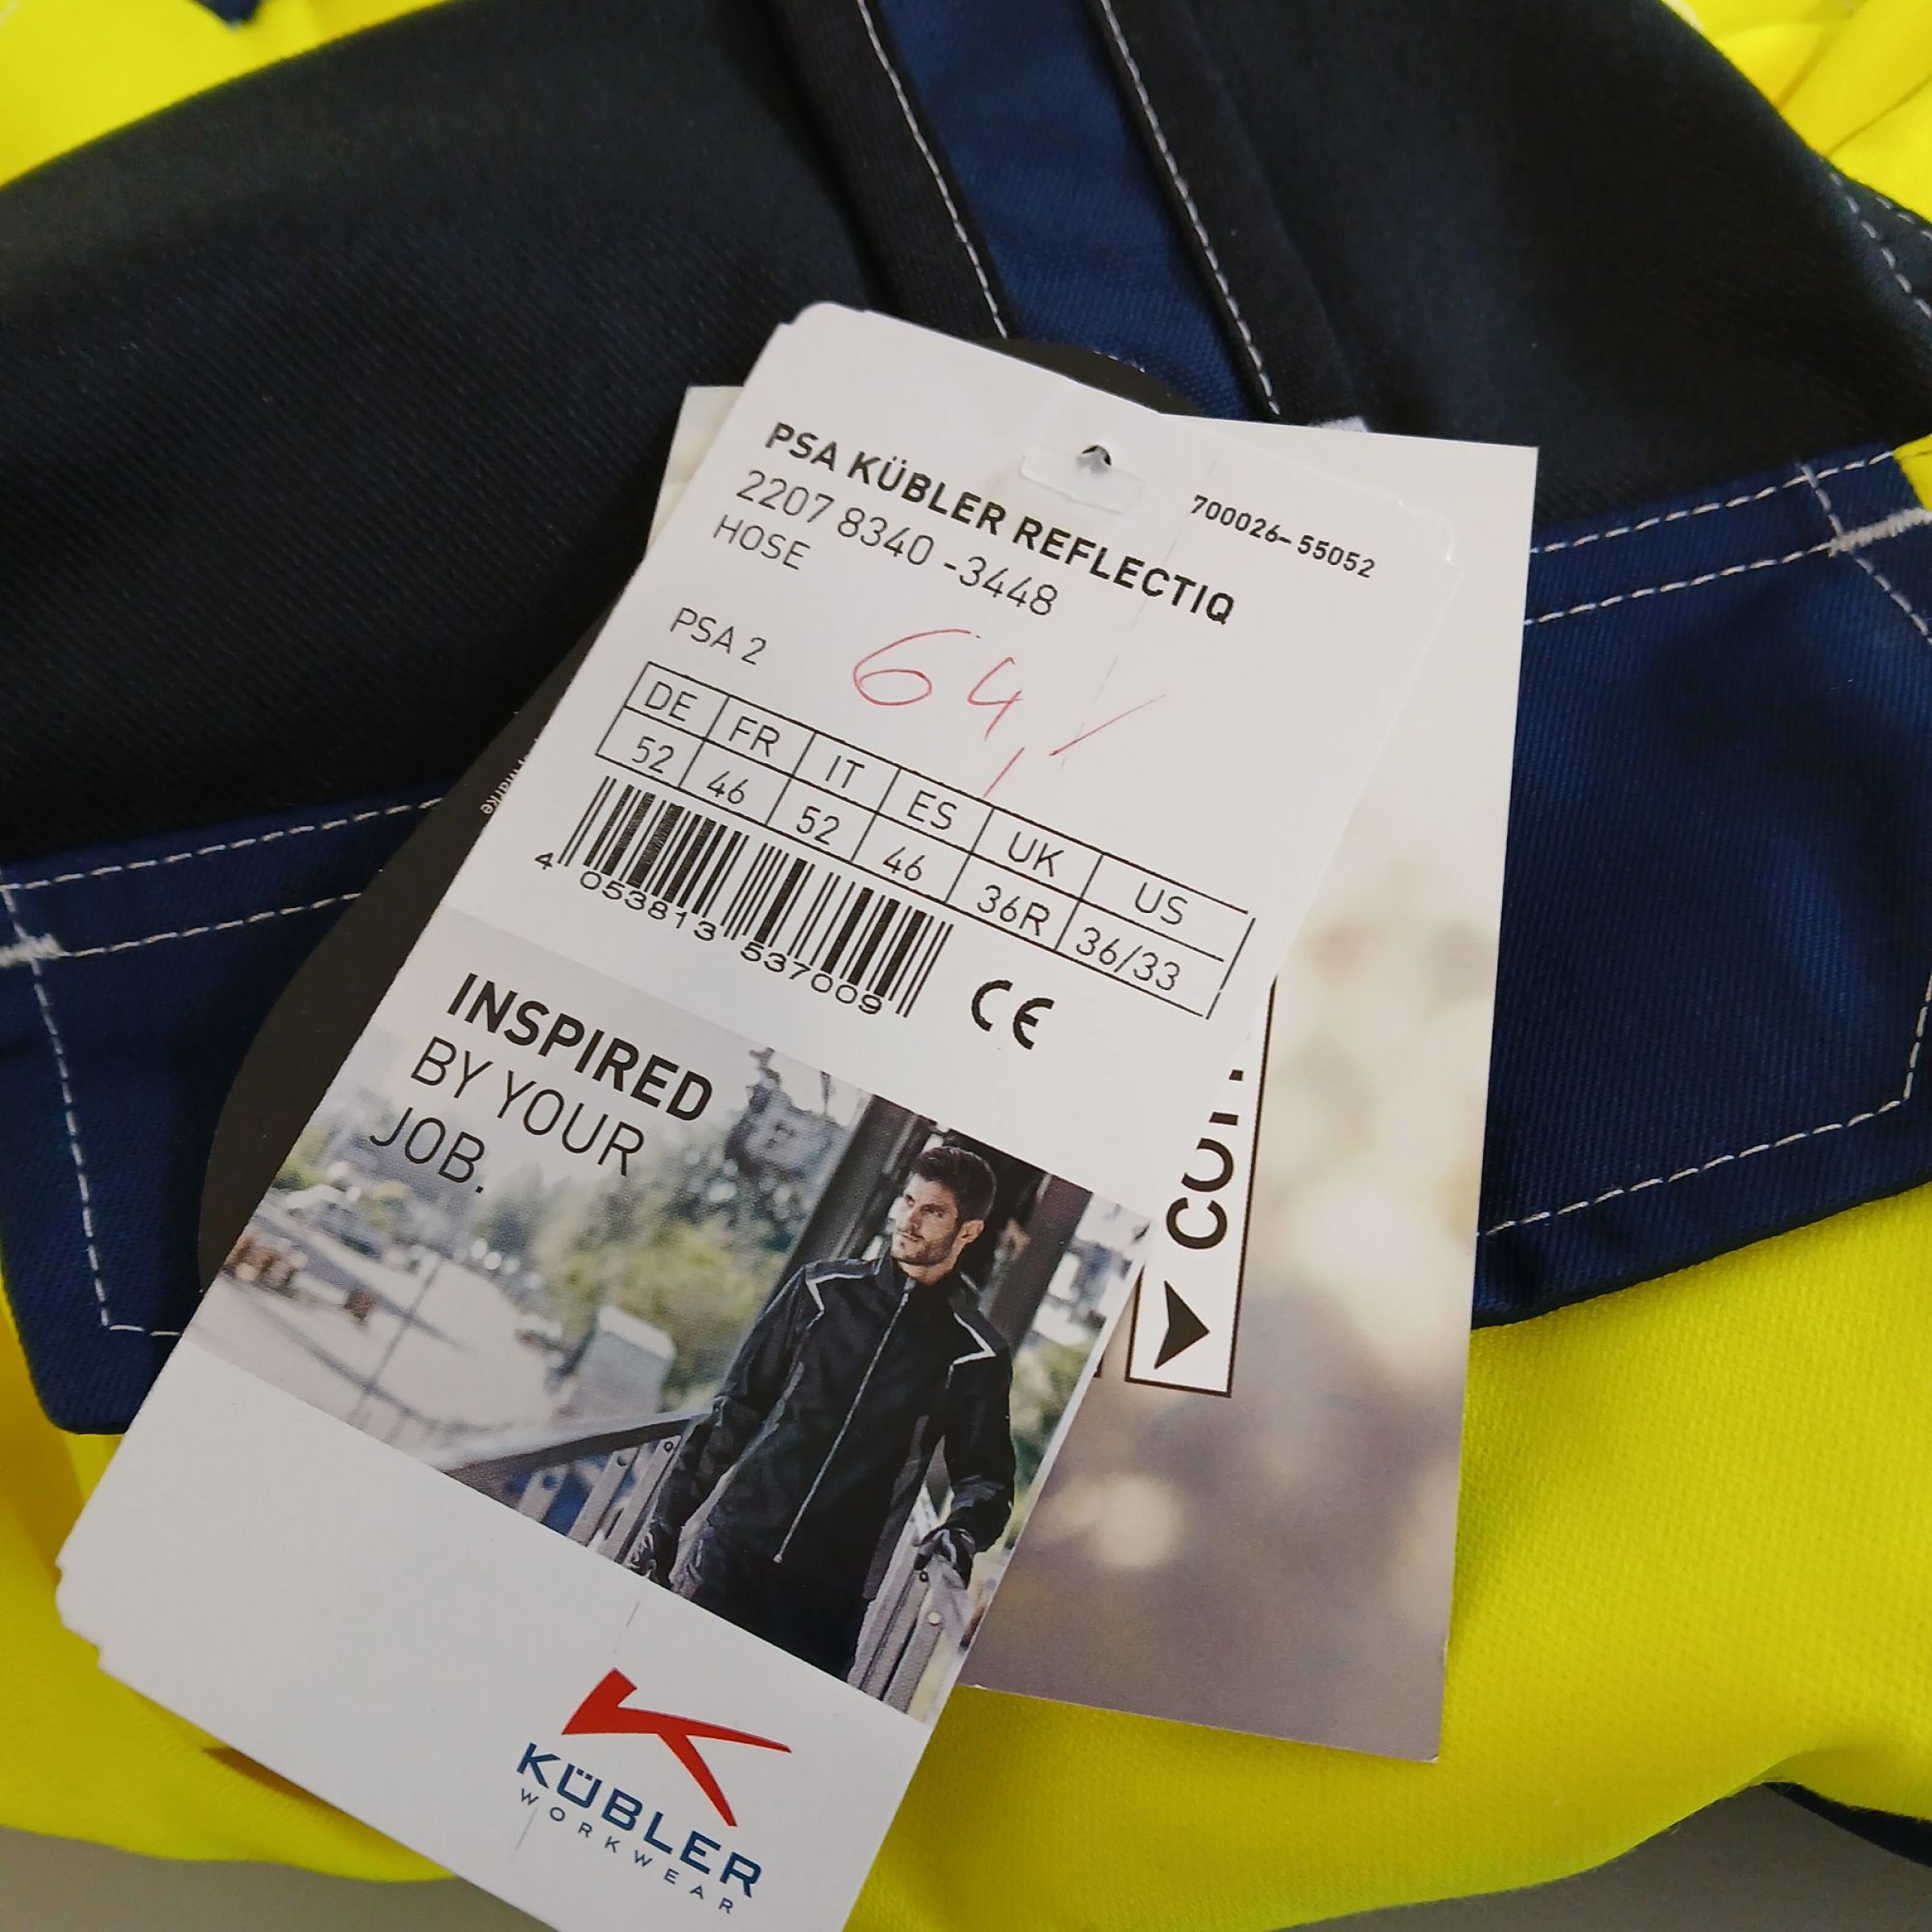 PSA KÜBLER REFLECTIQ
2207 8340 -3448
HOSE
700026-55052
PSA 2
64,
DE FR IT ES UK US
52 46 52 46 36R 36/33
4 053813 537009
CE
INSPIRED
BY YOUR
JOB.
KÜBLER
WORKWEAR